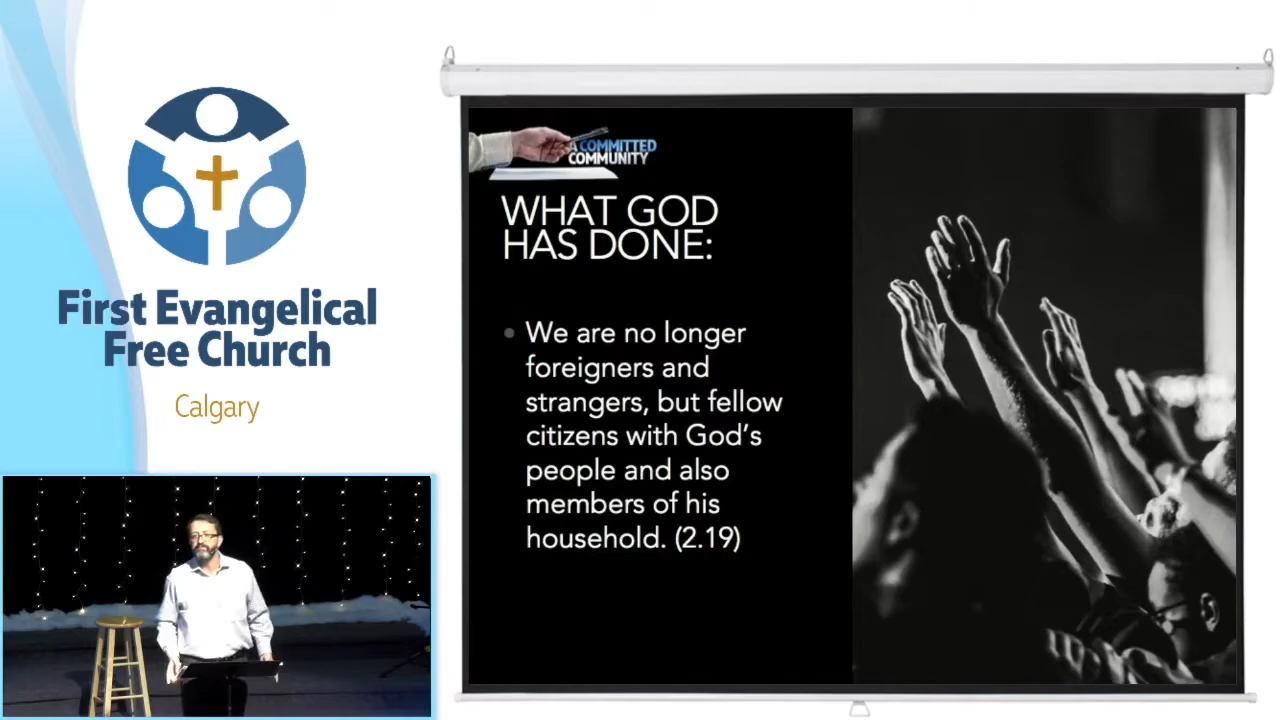 First Evangelical
Free Church
Calgary
A COMMITTED
COMMUNITY
WHAT GOD
HAS DONE:
• We are no longer
foreigners and
strangers, but fellow
citizens with God's
people and also
members of his
household. (2.19)